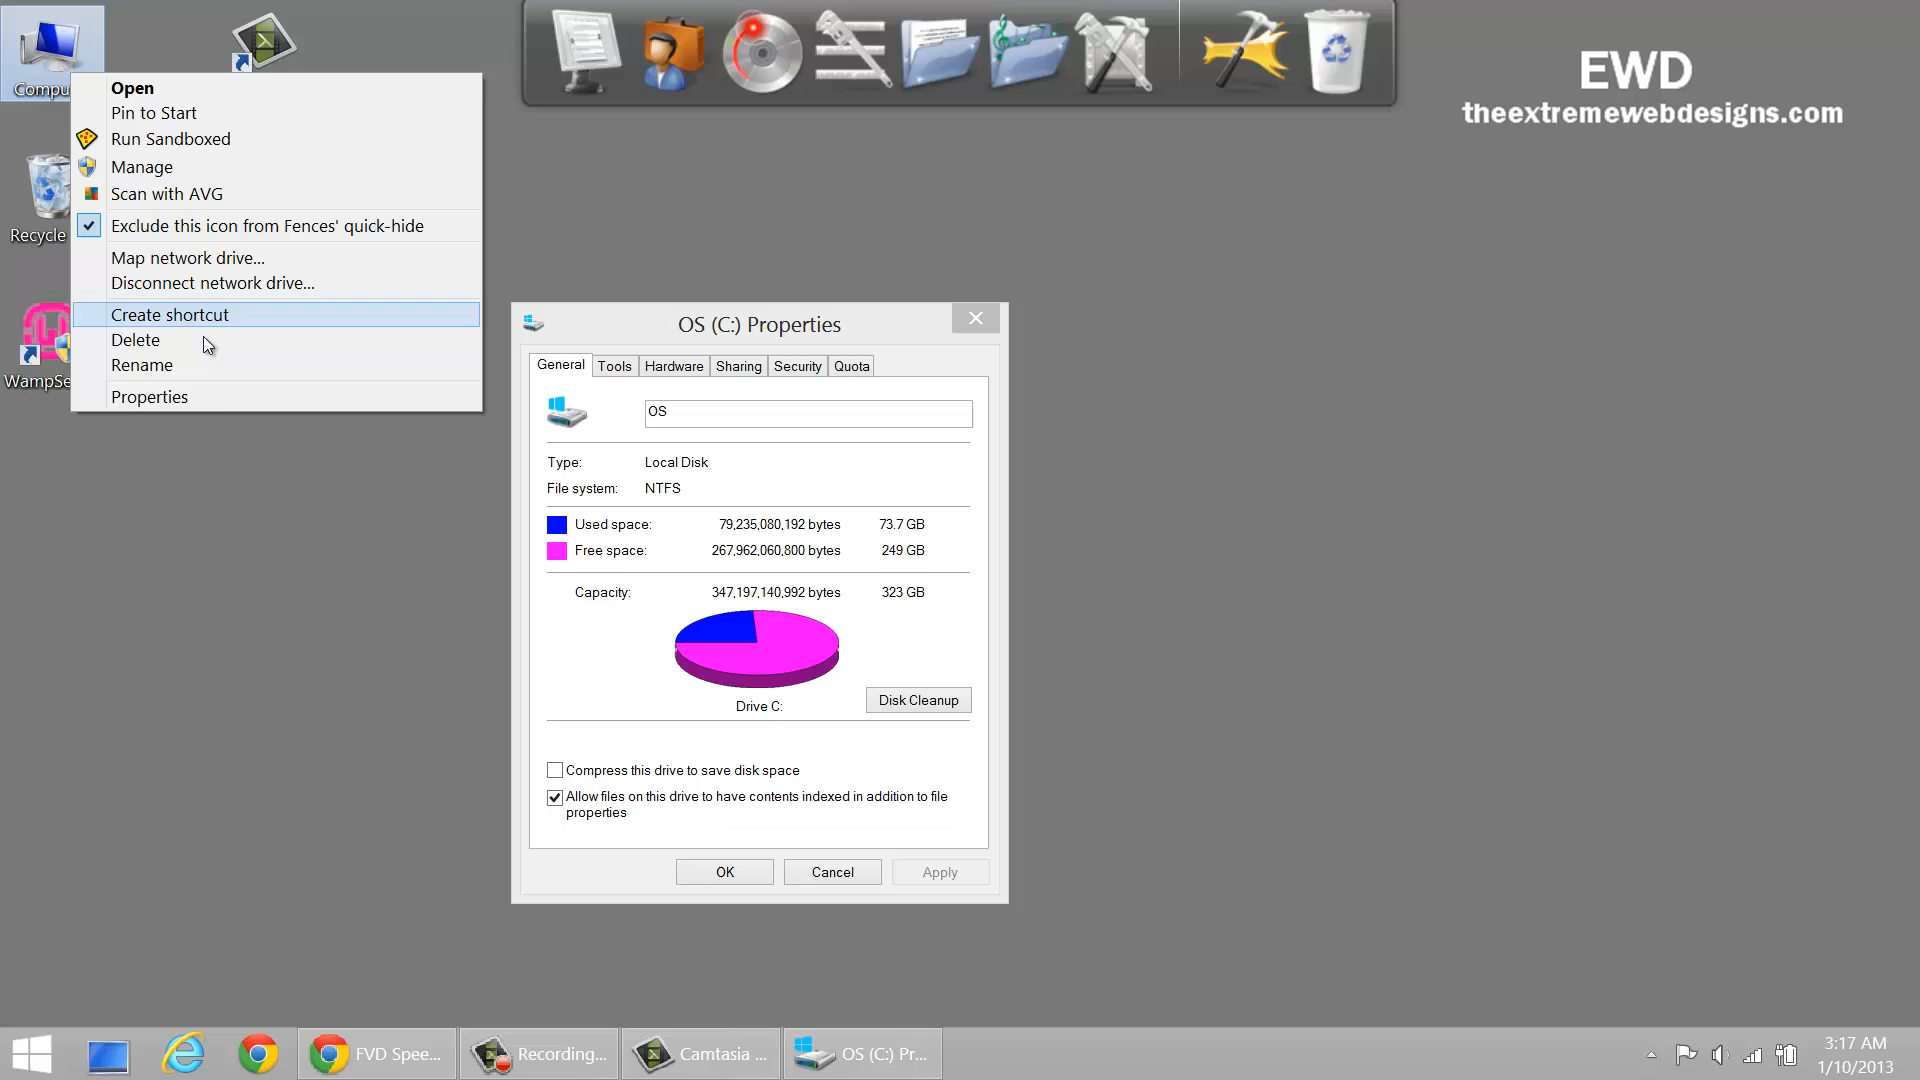 Compu
Recycle
WampSe
Open
Pin to Start
Run Sandboxed
Manage
Scan with AVG
Exclude this icon from Fences' quick-hide
Map network drive...
Disconnect network drive...
Create shortcut
Delete
Rename
Properties
EWD
theextremewebdesigns.com
OS (C:) Properties
General Tools Hardware Sharing Security Quota
OS
Type: Local Disk
File system: NTFS
Used space: 79,235,080,192 bytes 73.7 GB
Free space: 267,962,060,800 bytes 249 GB
Capacity: 347,197,140,992 bytes 323 GB
Drive C:
Disk Cleanup
Compress this drive to save disk space
Allow files on this drive to have contents indexed in addition to file
properties
OK Cancel Apply
FVD Spee...
Recording...
Camtasia ...
OS (C:) Pr...
3:17 AM
1/10/2013